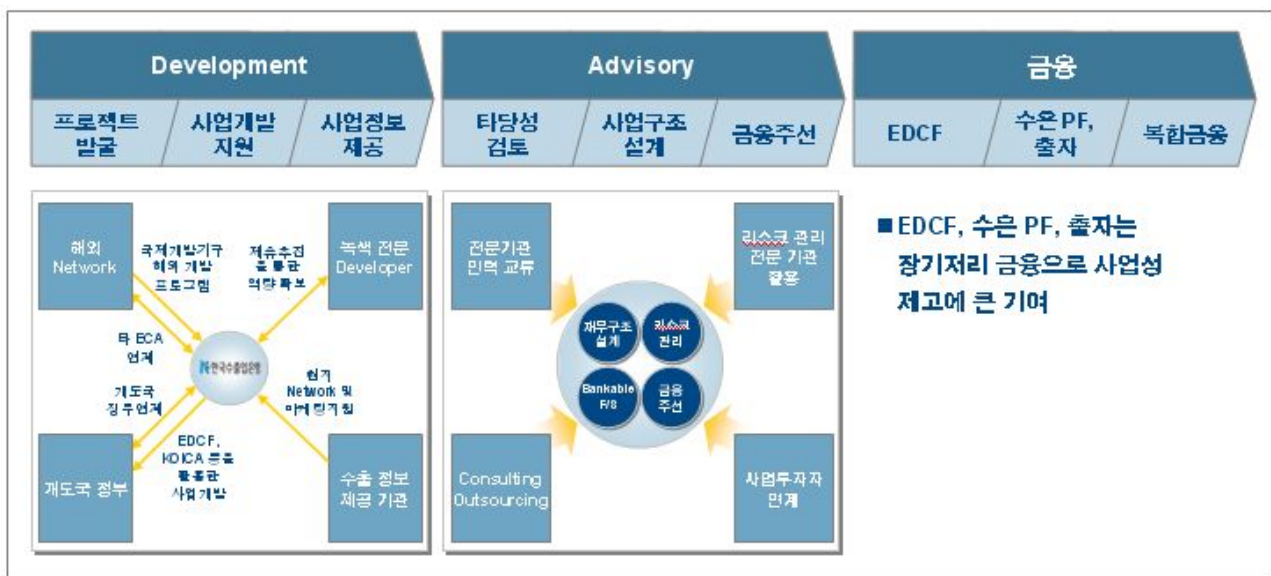 Development
Advisory
금융
프로젝트
발굴
사업개발
지원
사업정보
제공
타당성
검토
사업구조
설계
금융주선
EDCF
수은 PF,
출자
복합금융
해외
Network
국제개발기구
해외 개발
프로그램
제휴추진
을 통한
역량 확보
녹색 전문
Developer
타 ECA
연계
한국수출입은행
개도국
정부연계
현지
Network 및
마케팅지원
EDCF,
KOICA 등을
활용한
사업개발
개도국 정부
수출 정보
제공 기관
전문기관
인력 교류
리스크 관리
전문 기관
활용
재무구조
설계
리스크
관리
Bankable
F/S
금융
주선
Consulting
Outsourcing
사업투자자
연계
■ EDCF, 수은 PF, 출자는
장기저리 금융으로 사업성
제고에 큰 기여